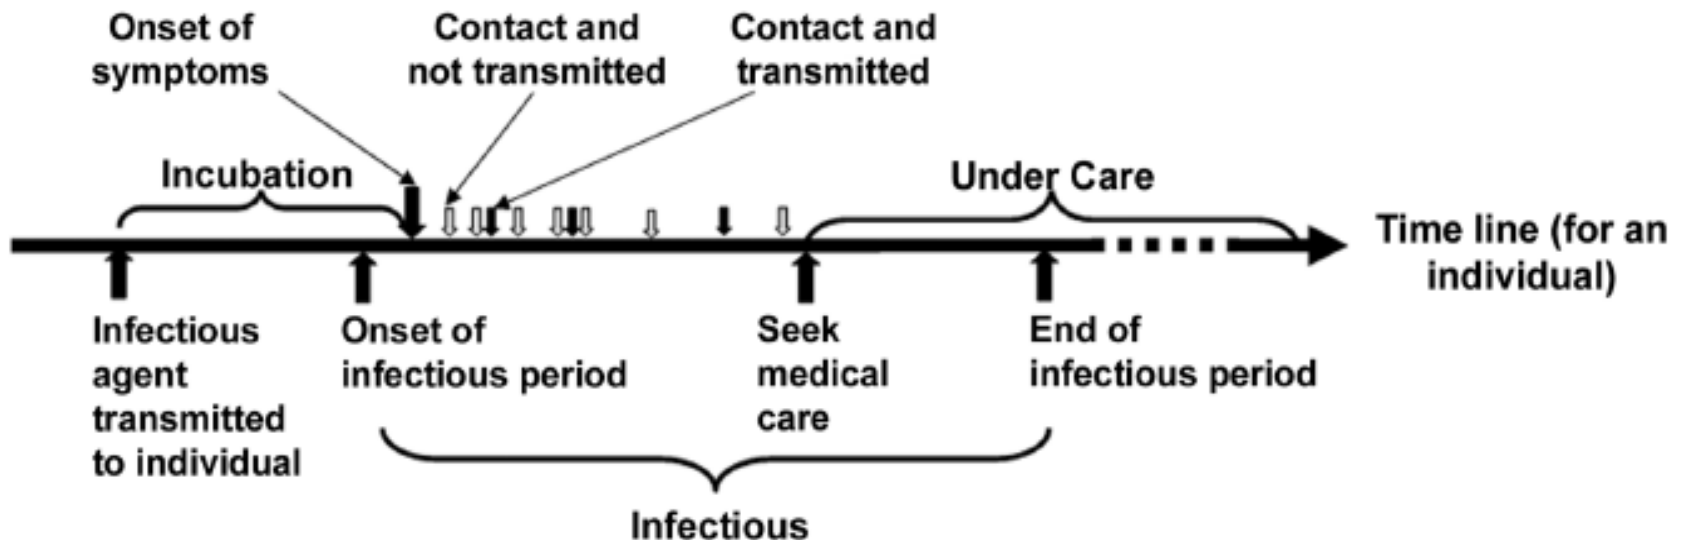 Onset of
symptoms
Contact and
not transmitted
Contact and
transmitted
Incubation
Under Care
Time line (for an
individual)
Infectious
agent
transmitted
to individual
Onset of
infectious period
Seek
medical
care
End of
infectious period
Infectious